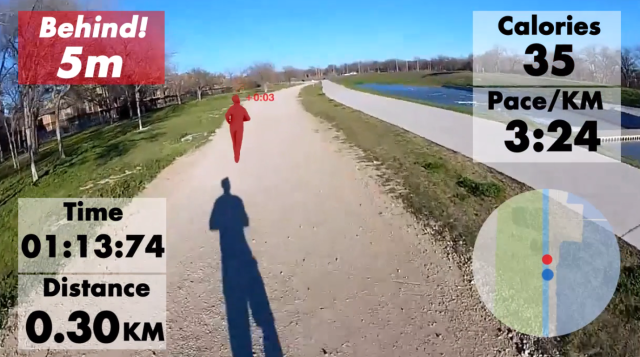 Behind!
5m
Calories
35
Pace/KM
3:24
+0:03
Time
01:13:74
Distance
0.30KM